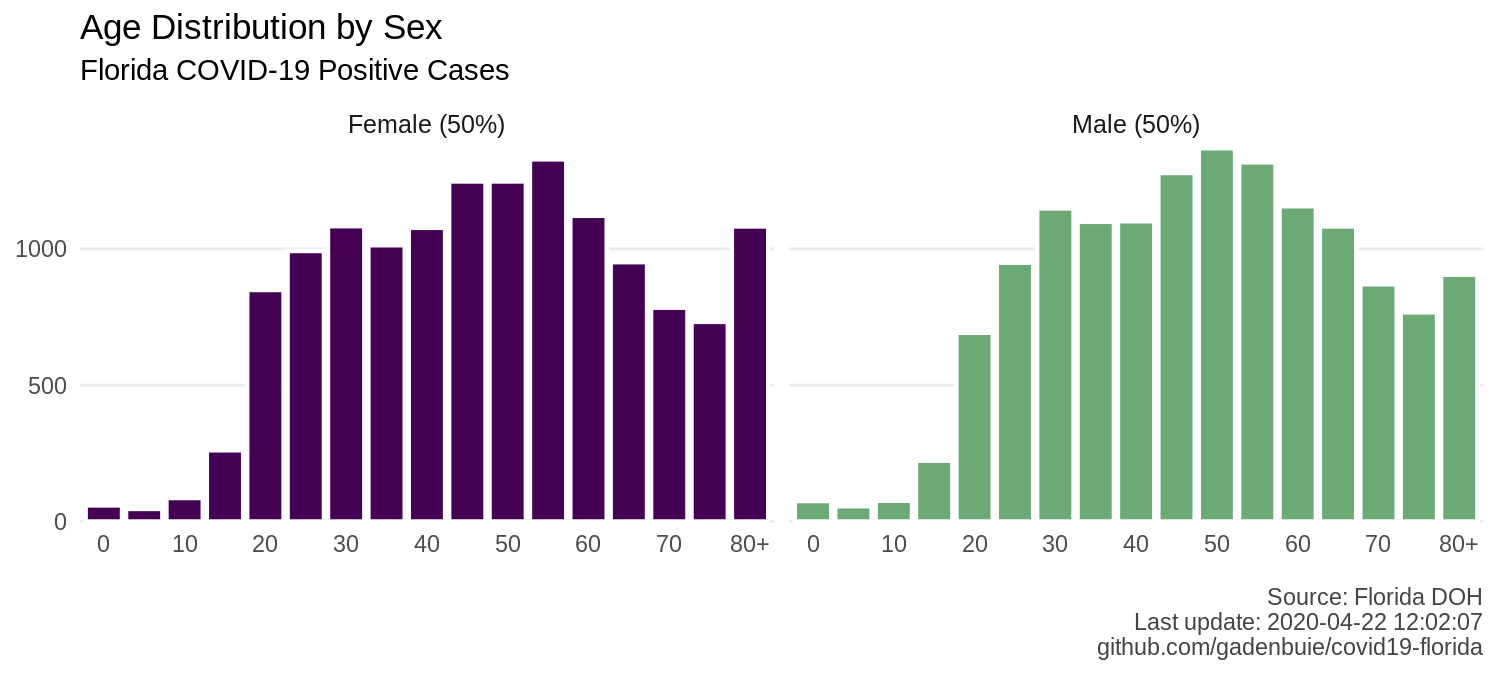 Age Distribution by Sex
Florida COVID-19 Positive Cases
Female (50%)
Male (50%)
1000
500
0
0 10 20 30 40 50 60 70 80+
0 10 20 30 40 50 60 70 80+
Source: Florida DOH
Last update: 2020-04-22 12:02:07
github.com/gadenbuie/covid19-florida